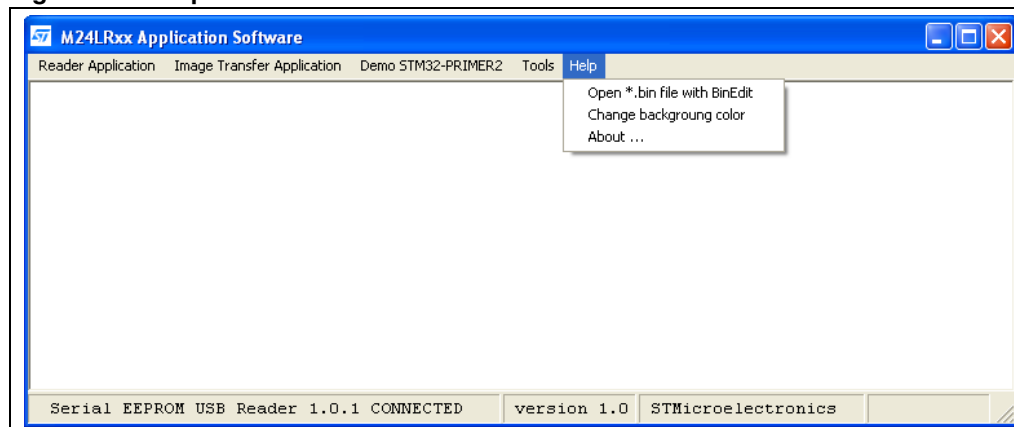 M24LRxx Application Software
Reader Application Image Transfer Application Demo STM32-PRIMER2 Tools Help
Open *.bin file with BinEdit
Change backgroung color
About ...
Serial EEPROM USB Reader 1.0.1 CONNECTED version 1.0 STMicroelectronics